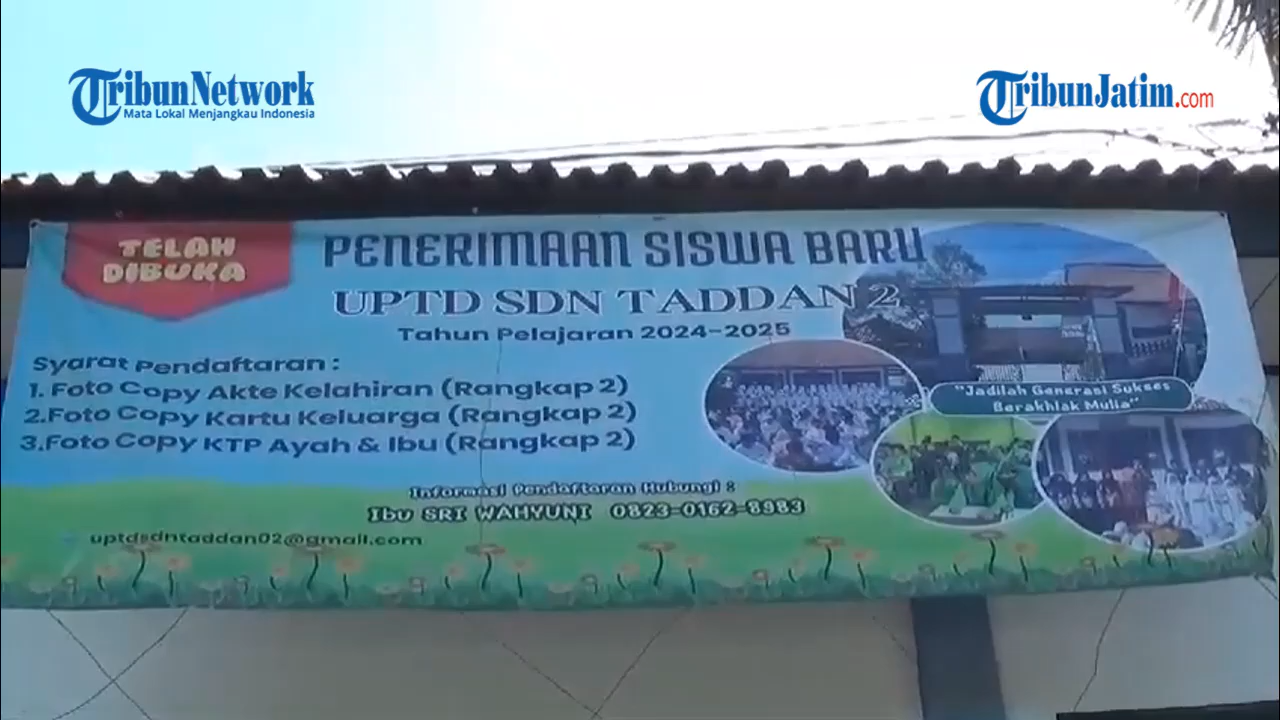 TribunNetwork
Mata Lokal Menjangkau Indonesia
TribunJatim.com
TELAH
DIBUKA
PENERIMAAN SISWA BARU
UPTD SDN TADDAN 2
Tahun Pelajaran 2024-2025
Syarat Pendaftaran :
1. Foto Copy Akte Kelahiran (Rangkap 2)
2.Foto Copy Kartu Keluarga (Rangkap 2)
3.Foto Copy KTP Ayah & Ibu (Rangkap 2)
"Jadilah Generasi Sukses
Berakhlak Mulia"
Informasi Pendaftaran Hubungi :
Ibu SRI WAHYUNI 0823-0162-8983
uptdsdntaddan02@gmail.com